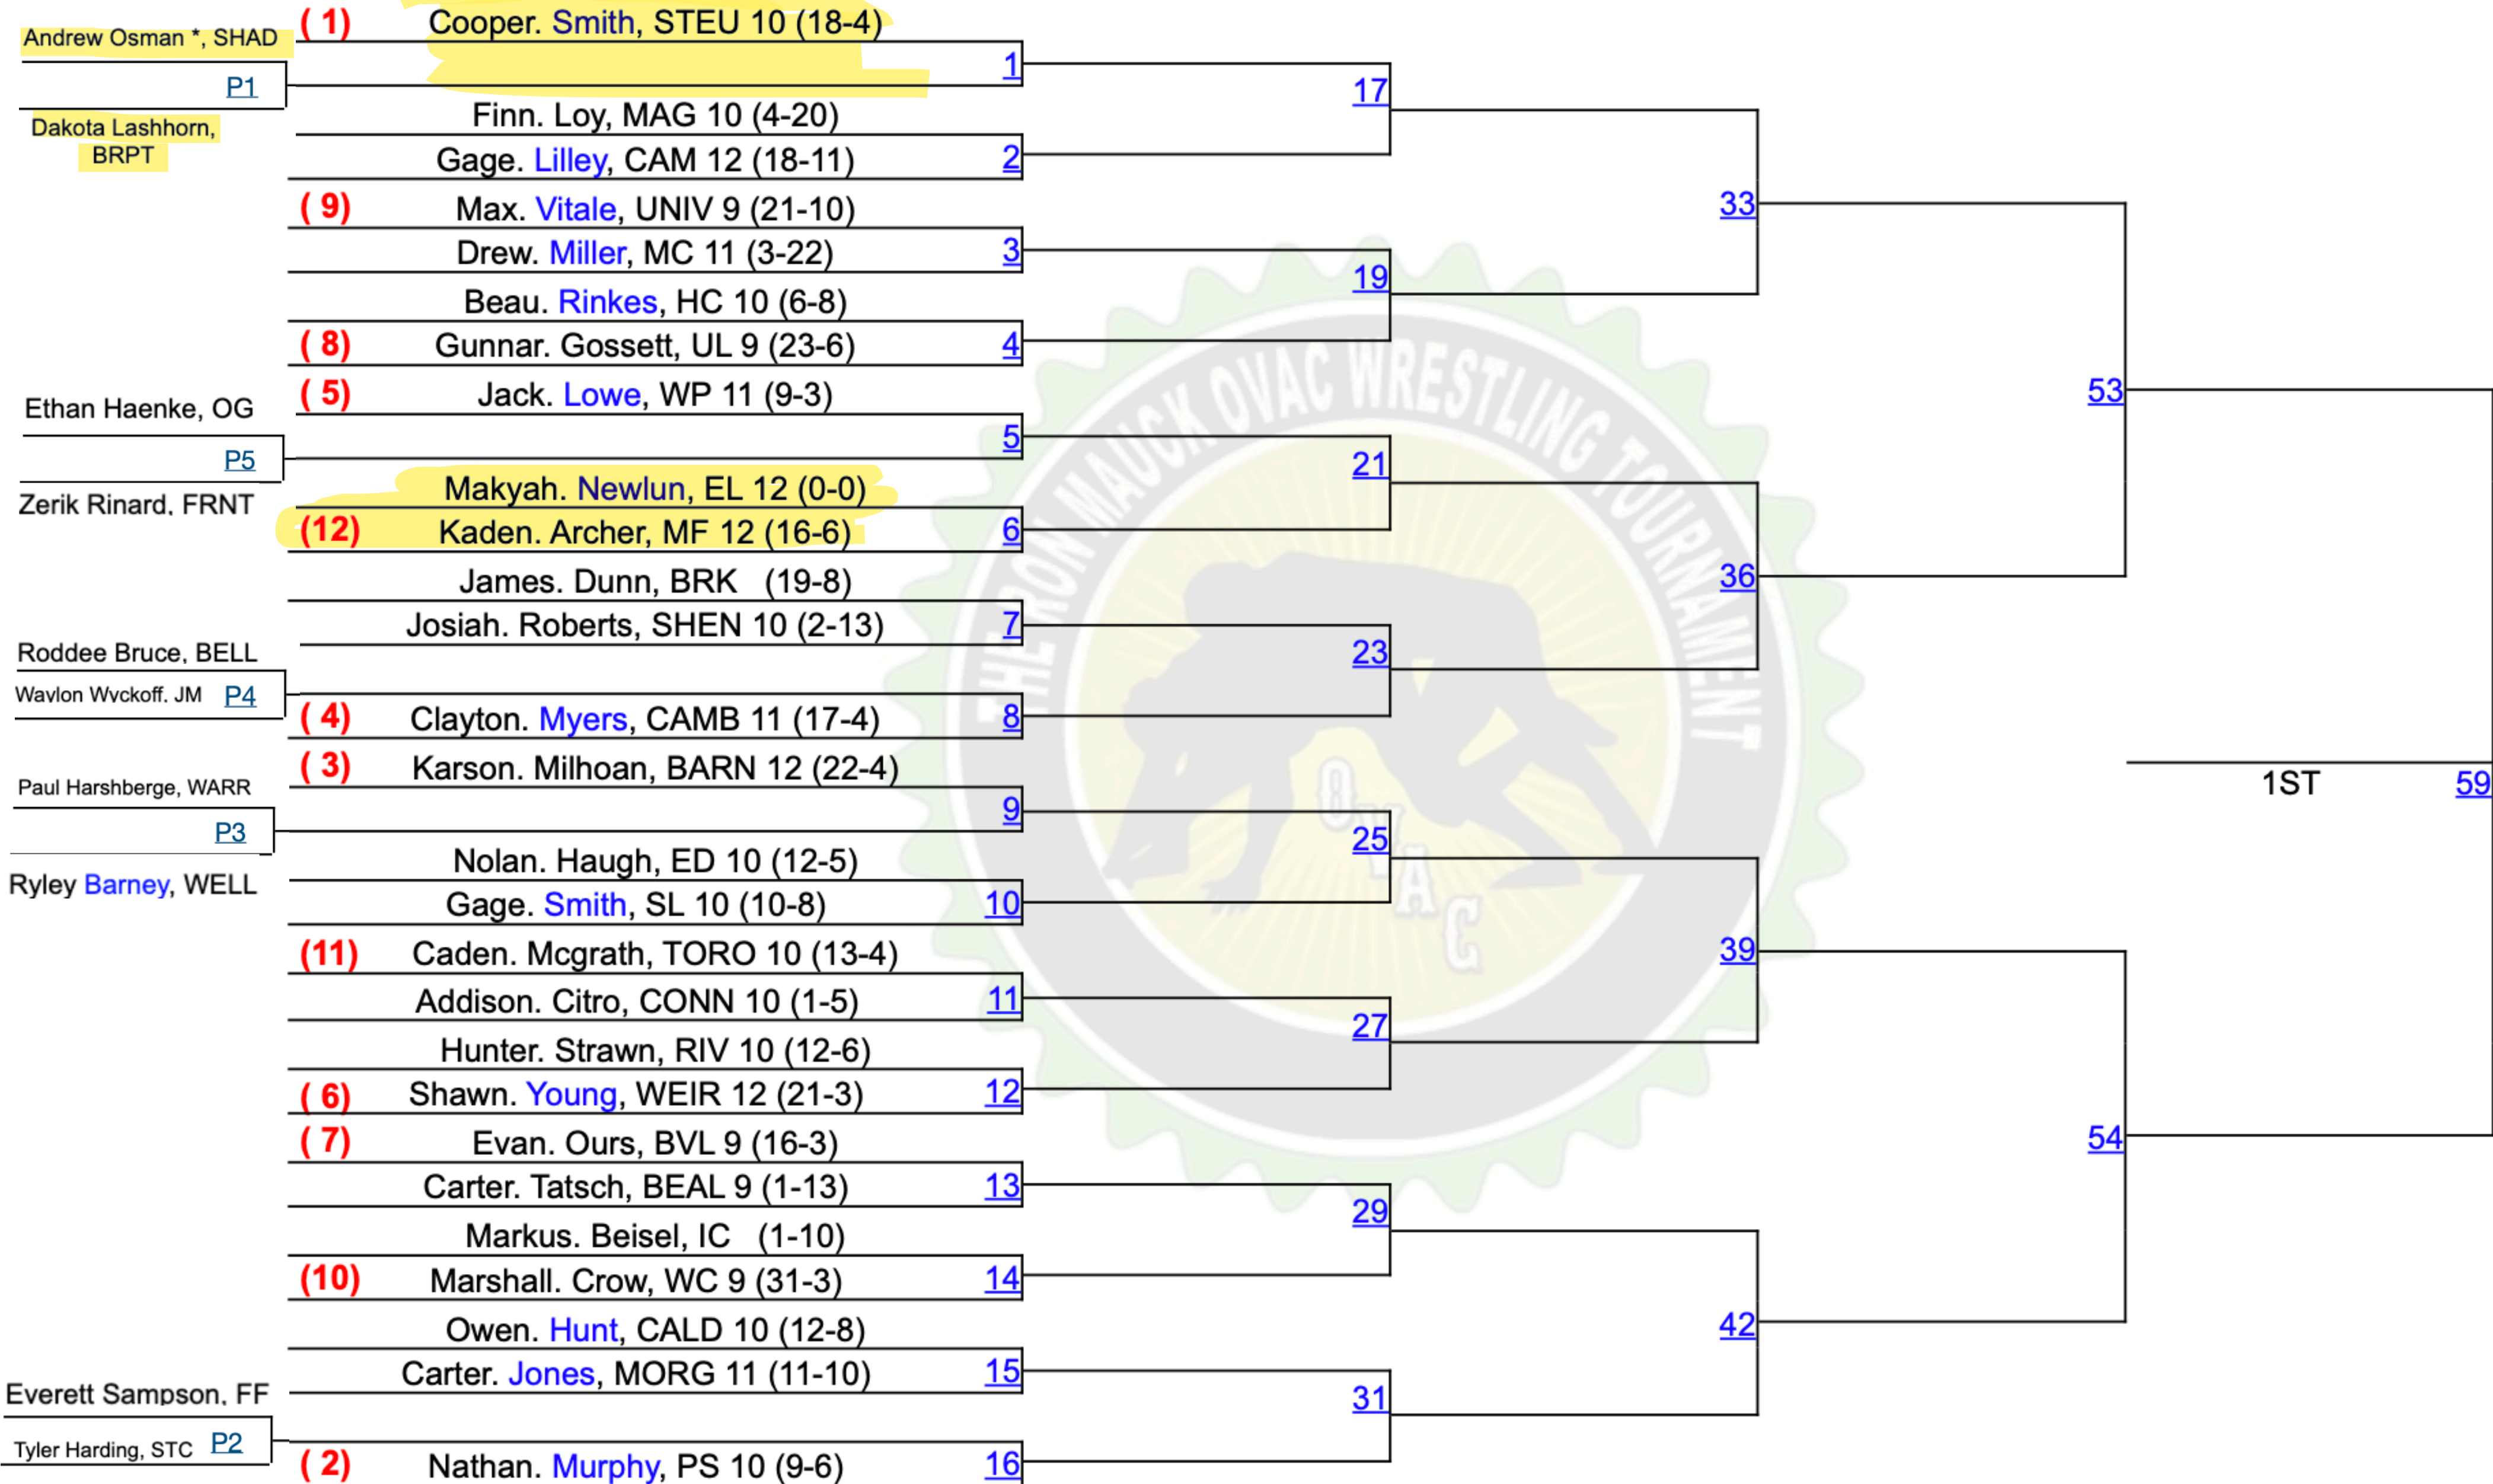 Andrew Osman *, SHAD
P1
Dakota Lashhorn,
BRPT
( 1) Cooper. Smith, STEU 10 (18-4)
1
Finn. Loy, MAG 10 (4-20)
Gage. Lilley, CAM 12 (18-11)
2
( 9) Max. Vitale, UNIV 9 (21-10)
Drew. Miller, MC 11 (3-22)
3
Beau. Rinkes, HC 10 (6-8)
( 8) Gunnar. Gossett, UL 9 (23-6)
4
Ethan Haenke, OG
P5
Zerik Rinard, FRNT
( 5) Jack. Lowe, WP 11 (9-3)
5
Makyah. Newlun, EL 12 (0-0)
(12) Kaden. Archer, MF 12 (16-6)
6
James. Dunn, BRK (19-8)
Josiah. Roberts, SHEN 10 (2-13)
7
Roddee Bruce, BELL
Waylon Wyckoff, JM P4
( 4) Clayton. Myers, CAMB 11 (17-4)
8
( 3) Karson. Milhoan, BARN 12 (22-4)
9
Paul Harshberge, WARR
P3
Ryley Barney, WELL
Nolan. Haugh, ED 10 (12-5)
Gage. Smith, SL 10 (10-8)
10
(11) Caden. Mcgrath, TORO 10 (13-4)
Addison. Citro, CONN 10 (1-5)
11
Hunter. Strawn, RIV 10 (12-6)
( 6) Shawn. Young, WEIR 12 (21-3)
12
( 7) Evan. Ours, BVL 9 (16-3)
Carter. Tatsch, BEAL 9 (1-13)
13
Markus. Beisel, IC (1-10)
(10) Marshall. Crow, WC 9 (31-3)
14
Owen. Hunt, CALD 10 (12-8)
Carter. Jones, MORG 11 (11-10)
15
Everett Sampson, FF
Tyler Harding, STC P2
( 2) Nathan. Murphy, PS 10 (9-6)
16
17
19
21
23
25
27
29
31
33
36
39
42
53
54
1ST 59
THE RON MAUCK OVAC WRESTLING TOURNAMENT
OVAC